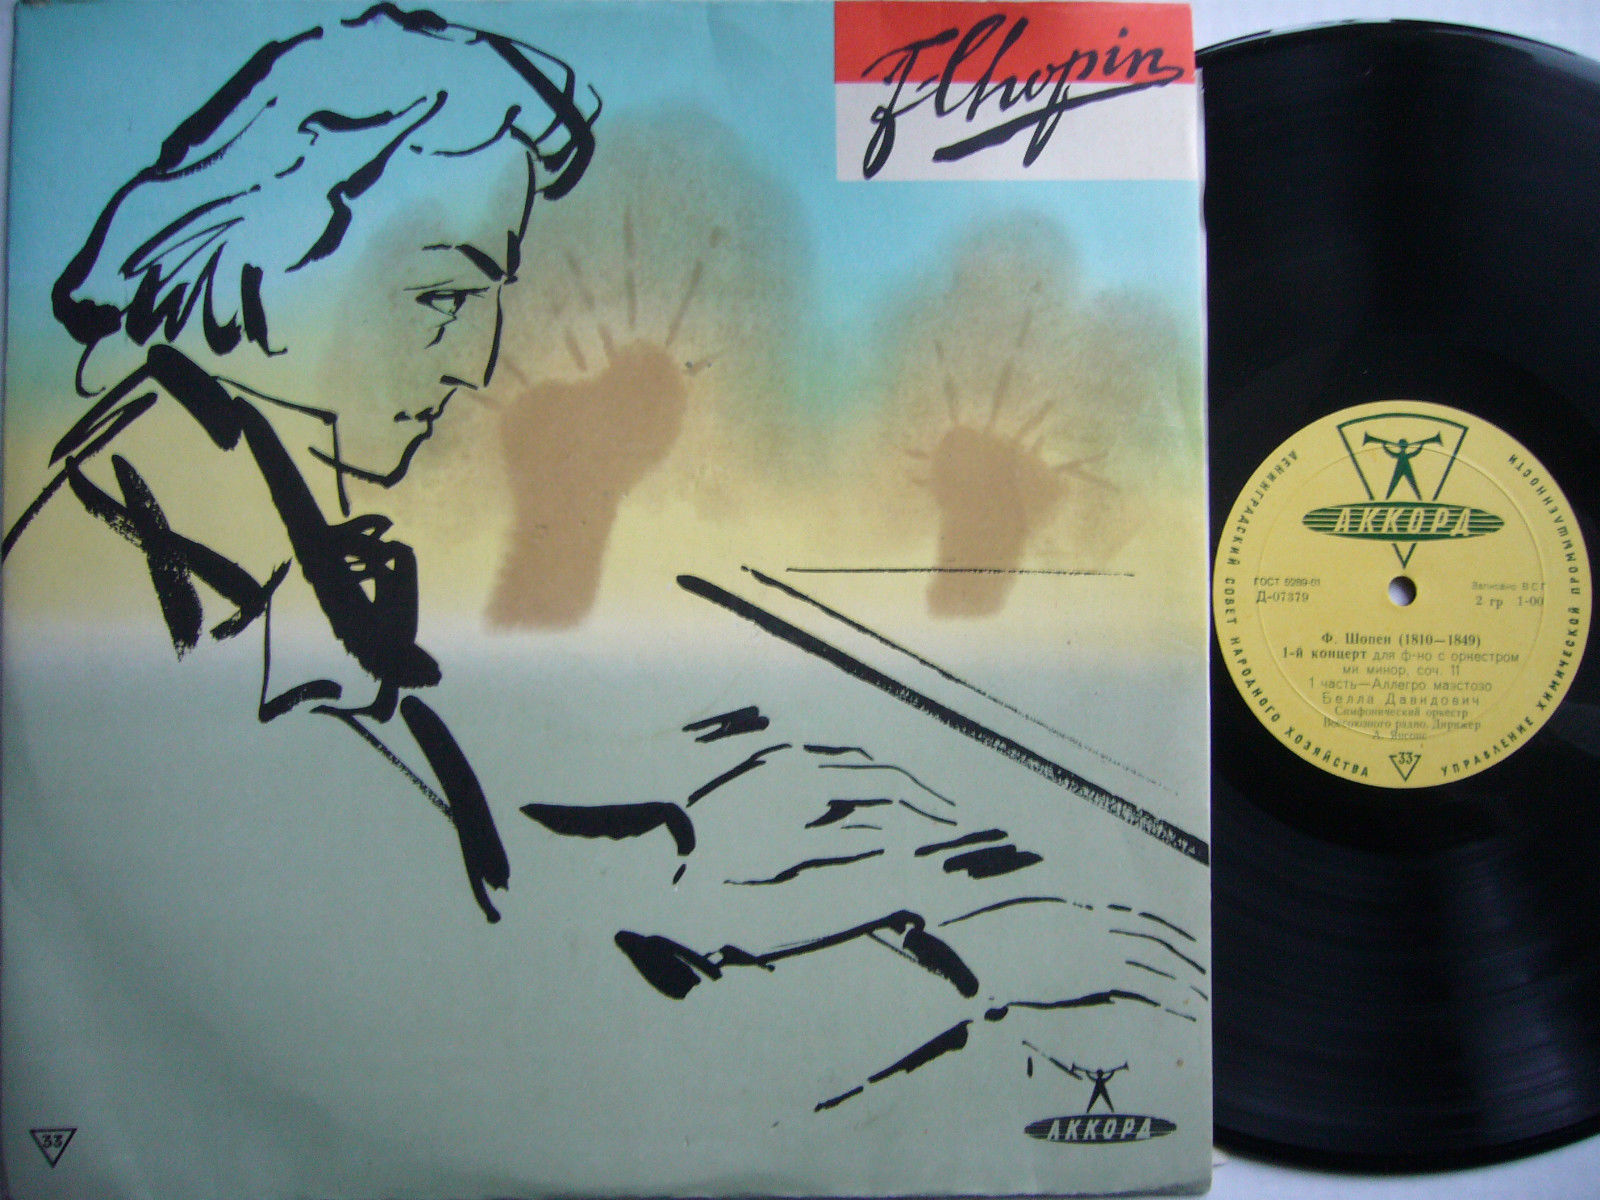 F Chopin
33
АККОРД
ЛЕНИНГРАДСКИЙ СОВЕТ НАРОДНОГО ХОЗЯЙСТВА
УПРАВЛЕНИЕ ХИМИЧЕСКОЙ ПРОМЫШЛЕННОСТИ
АККОРД
ГОСТ 5289-61
Д-07379
Записано ВСГ
2 гр 1-00
Ф. Шопен (1810—1849)
1-й концерт для ф-но с оркестром
ми минор, соч. 11
1 часть—Аллегро маэстозо
Белла Давидович
Симфонический оркестр
Всесоюзного радио. Дирижер
А. Янсонс
33